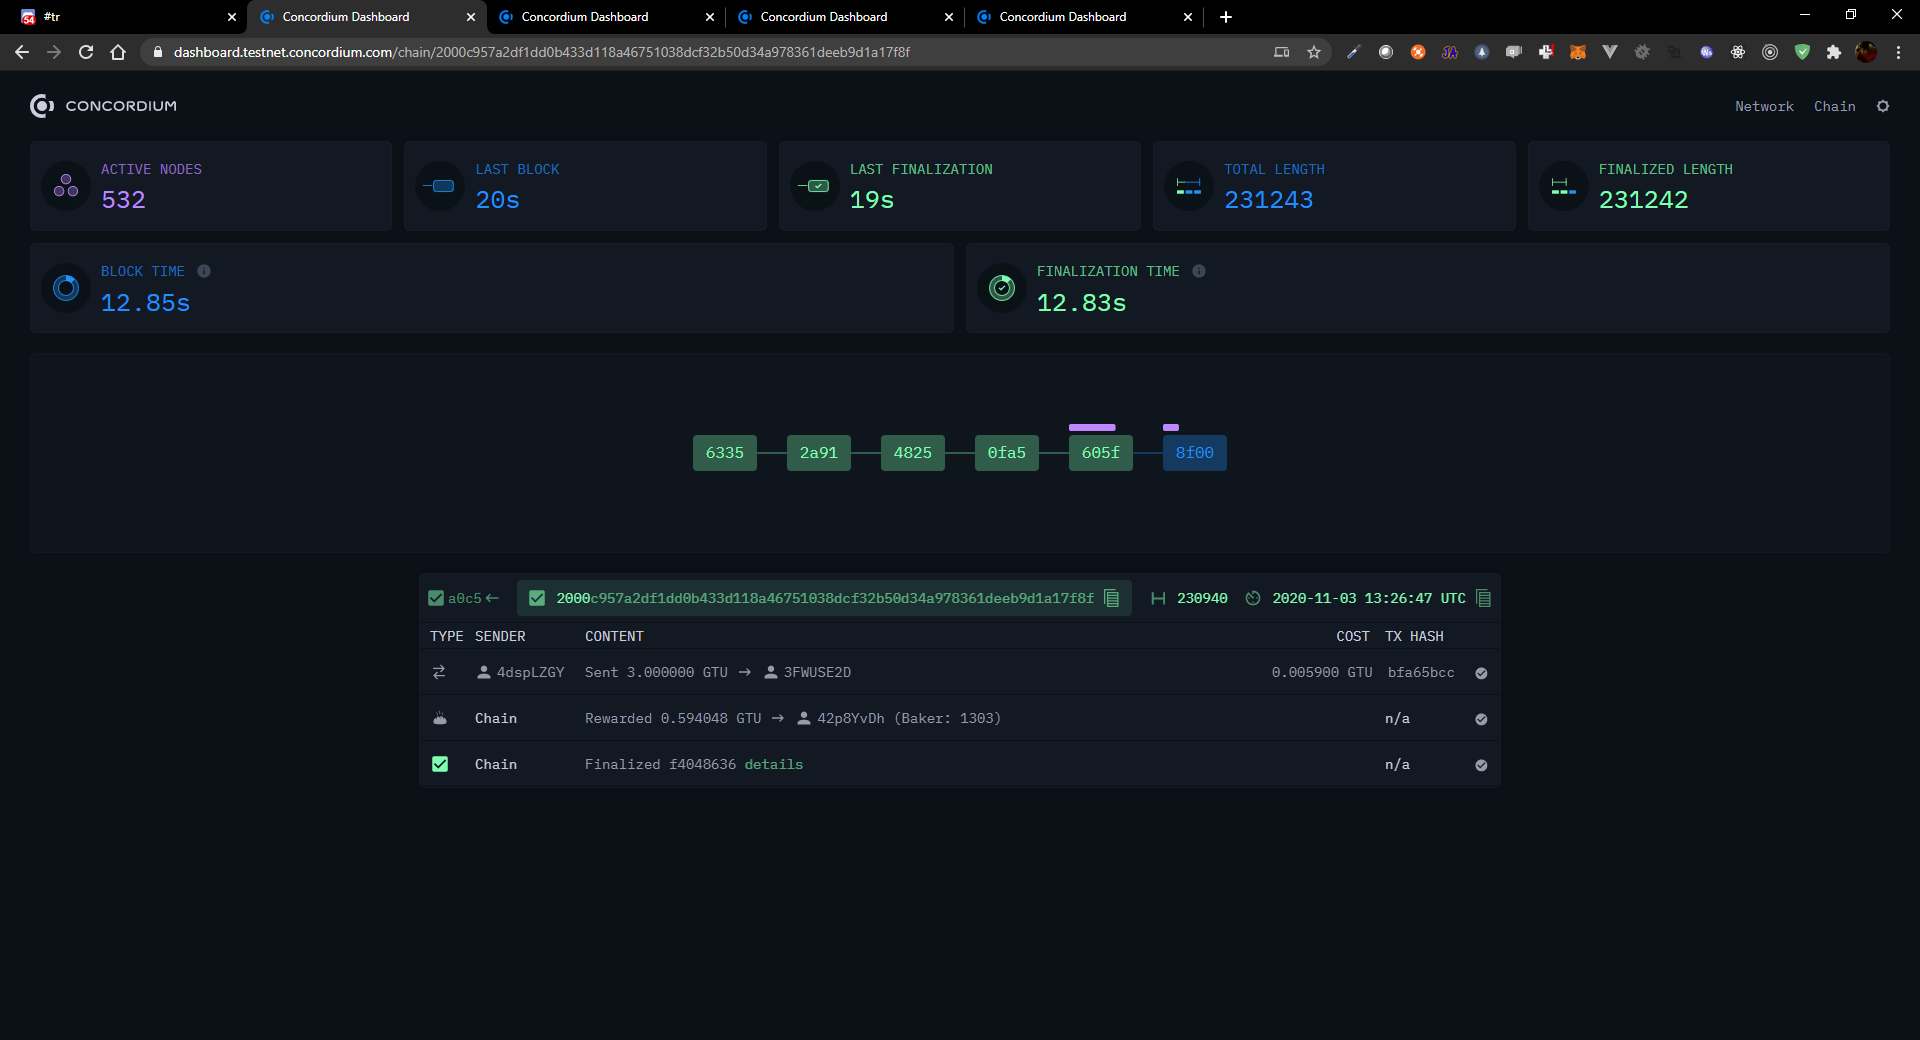 #tr
Concordium Dashboard
Concordium Dashboard
Concordium Dashboard
Concordium Dashboard
dashboard.testnet.concordium.com/chain/2000c957a2df1dd0b433d118a46751038dcf32b50d34a978361deeb9d1a17f8f
CONCORDIUM
Network Chain
ACTIVE NODES
532
LAST BLOCK
20s
LAST FINALIZATION
19s
TOTAL LENGTH
231243
FINALIZED LENGTH
231242
BLOCK TIME
12.85s
FINALIZATION TIME
12.83s
6335 2a91 4825 0fa5 605f 8f00
a0c5 2000c957a2df1dd0b433d118a46751038dcf32b50d34a978361deeb9d1a17f8f 230940 2020-11-03 13:26:47 UTC
TYPE SENDER CONTENT COST TX HASH
4dspLZGY Sent 3.000000 GTU → 3FWUSE2D 0.005900 GTU bfa65bcc
Chain Rewarded 0.594048 GTU → 42p8YvDh (Baker: 1303) n/a
Chain Finalized f4048636 details n/a